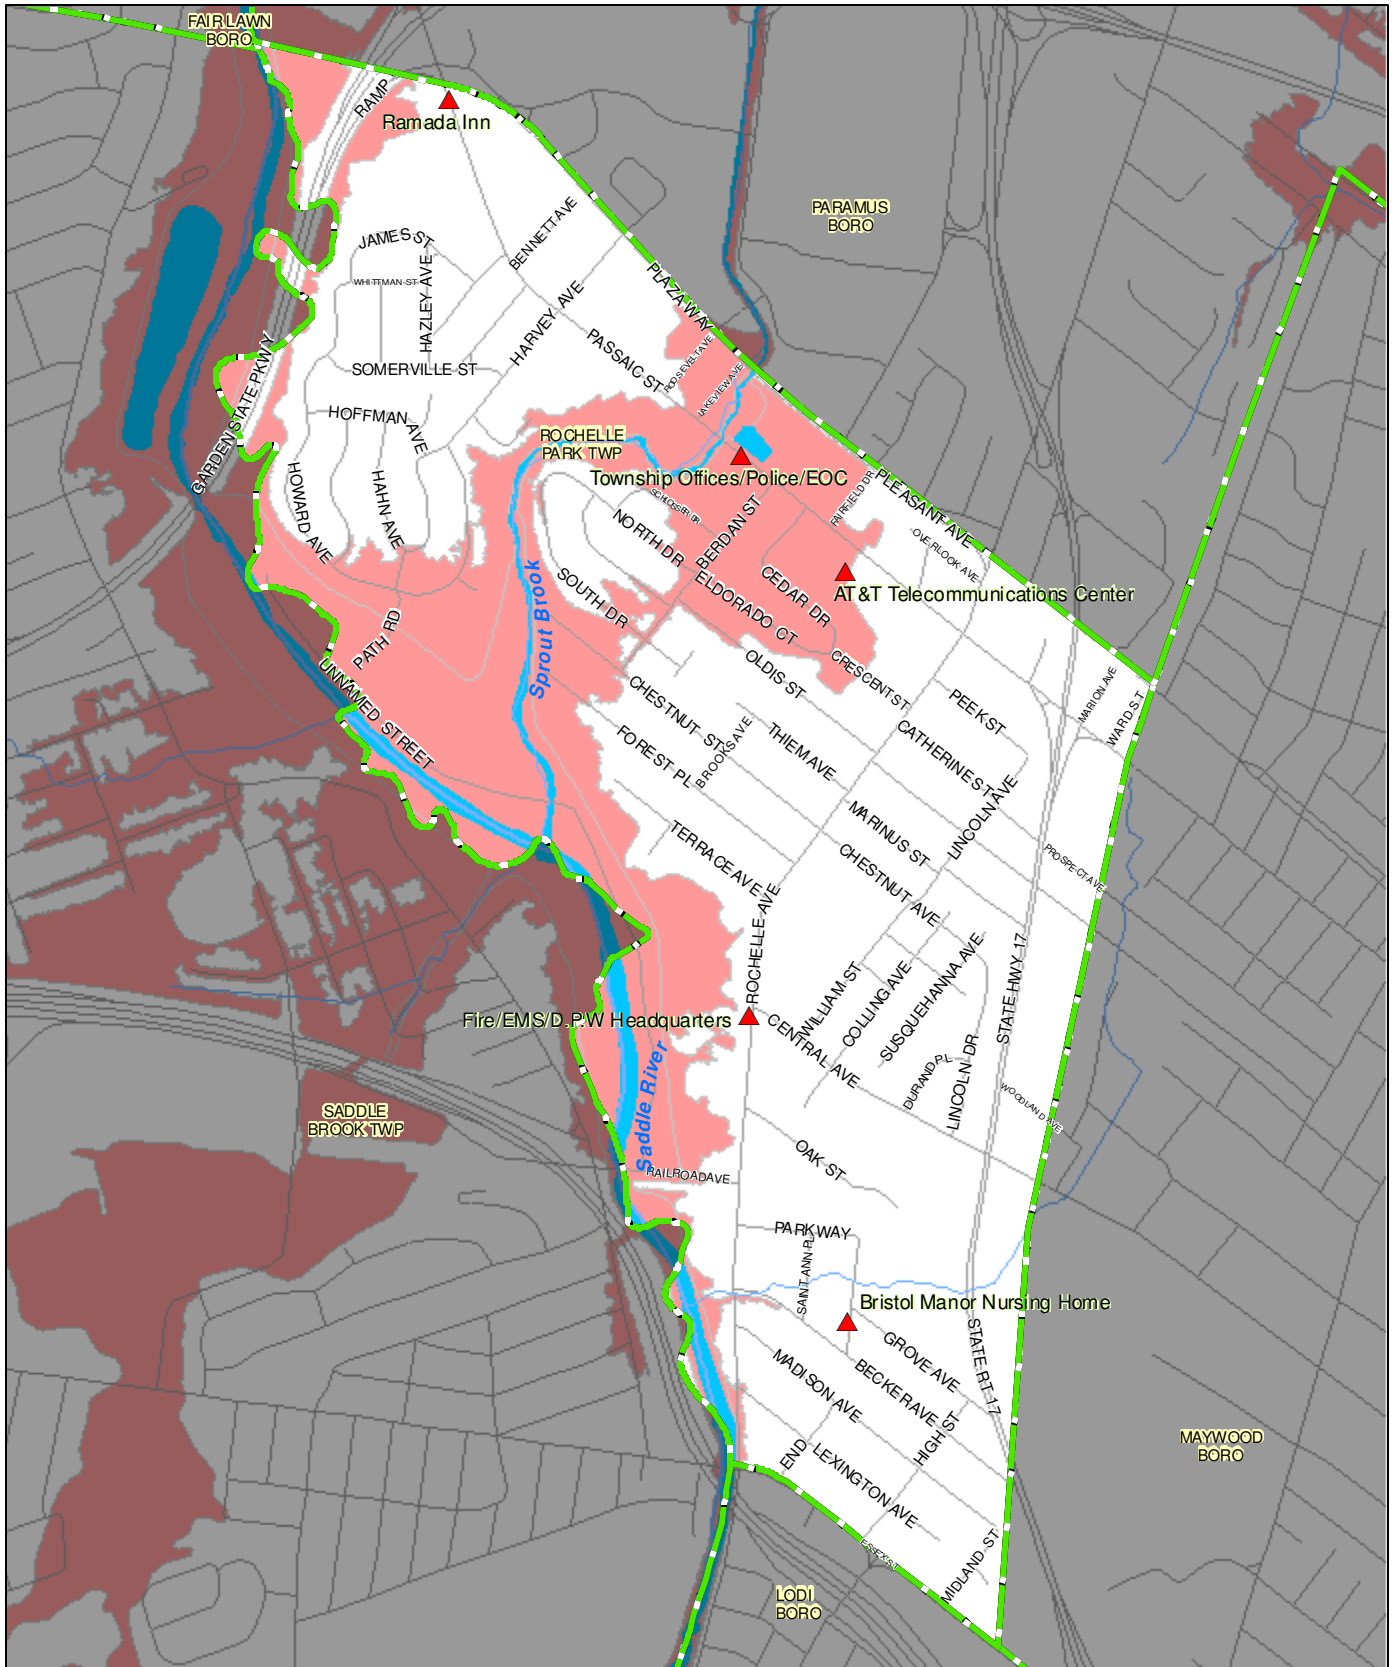 FAIR LAWN
BORO
RAMP
Ramada Inn
PARAMUS
BORO
JAMES ST
BENNETT AVE
WHITTMAN ST
HAZLEY AVE
PLAZA WAY
HARVEY AVE
PASSAIC ST
ROOSEVELT AVE
SOMERVILLE ST
LAKEVIEW AVE
GARDEN STATE PKWY
HOFFMAN AVE
ROCHELLE
PARK TWP
Township Offices/Police/EOC
HOWARD AVE
HAHN AVE
SCHLOSSER DR
FAIRFIELD DR
PLEASANT AVE
NORTH DR
BERDAN ST
OVERLOOK AVE
SOUTH DR
ELDORADO CT
CEDAR DR
AT&T Telecommunications Center
Sprout Brook
PATH RD
UNNAMED STREET
OLDIS ST
CRESCENT ST
CHESTNUT ST
PEEK ST
MARION AVE
WARD ST
FOREST PL
BROOKS AVE
THIEM AVE
CATHERINE ST
TERRACE AVE
MARINUS ST
LINCOLN AVE
CHESTNUT AVE
PROSPECT AVE
ROCHELLE AVE
WILLIAM ST
COLLING AVE
SUSQUEHANNA AVE
STATE HWY 17
Fire/EMS/D.P.W Headquarters
CENTRAL AVE
DURAND PL
LINCOLN DR
WOODLAND AVE
Saddle River
SADDLE
BROOK TWP
OAK ST
RAILROAD AVE
PARKWAY
SAINT ANN PL
Bristol Manor Nursing Home
GROVE AVE
STATE RT 17
MADISON AVE
BECKER AVE
HIGH ST
MAYWOOD
BORO
END
LEXINGTON AVE
ESSEX ST
MIDLAND ST
LODI
BORO